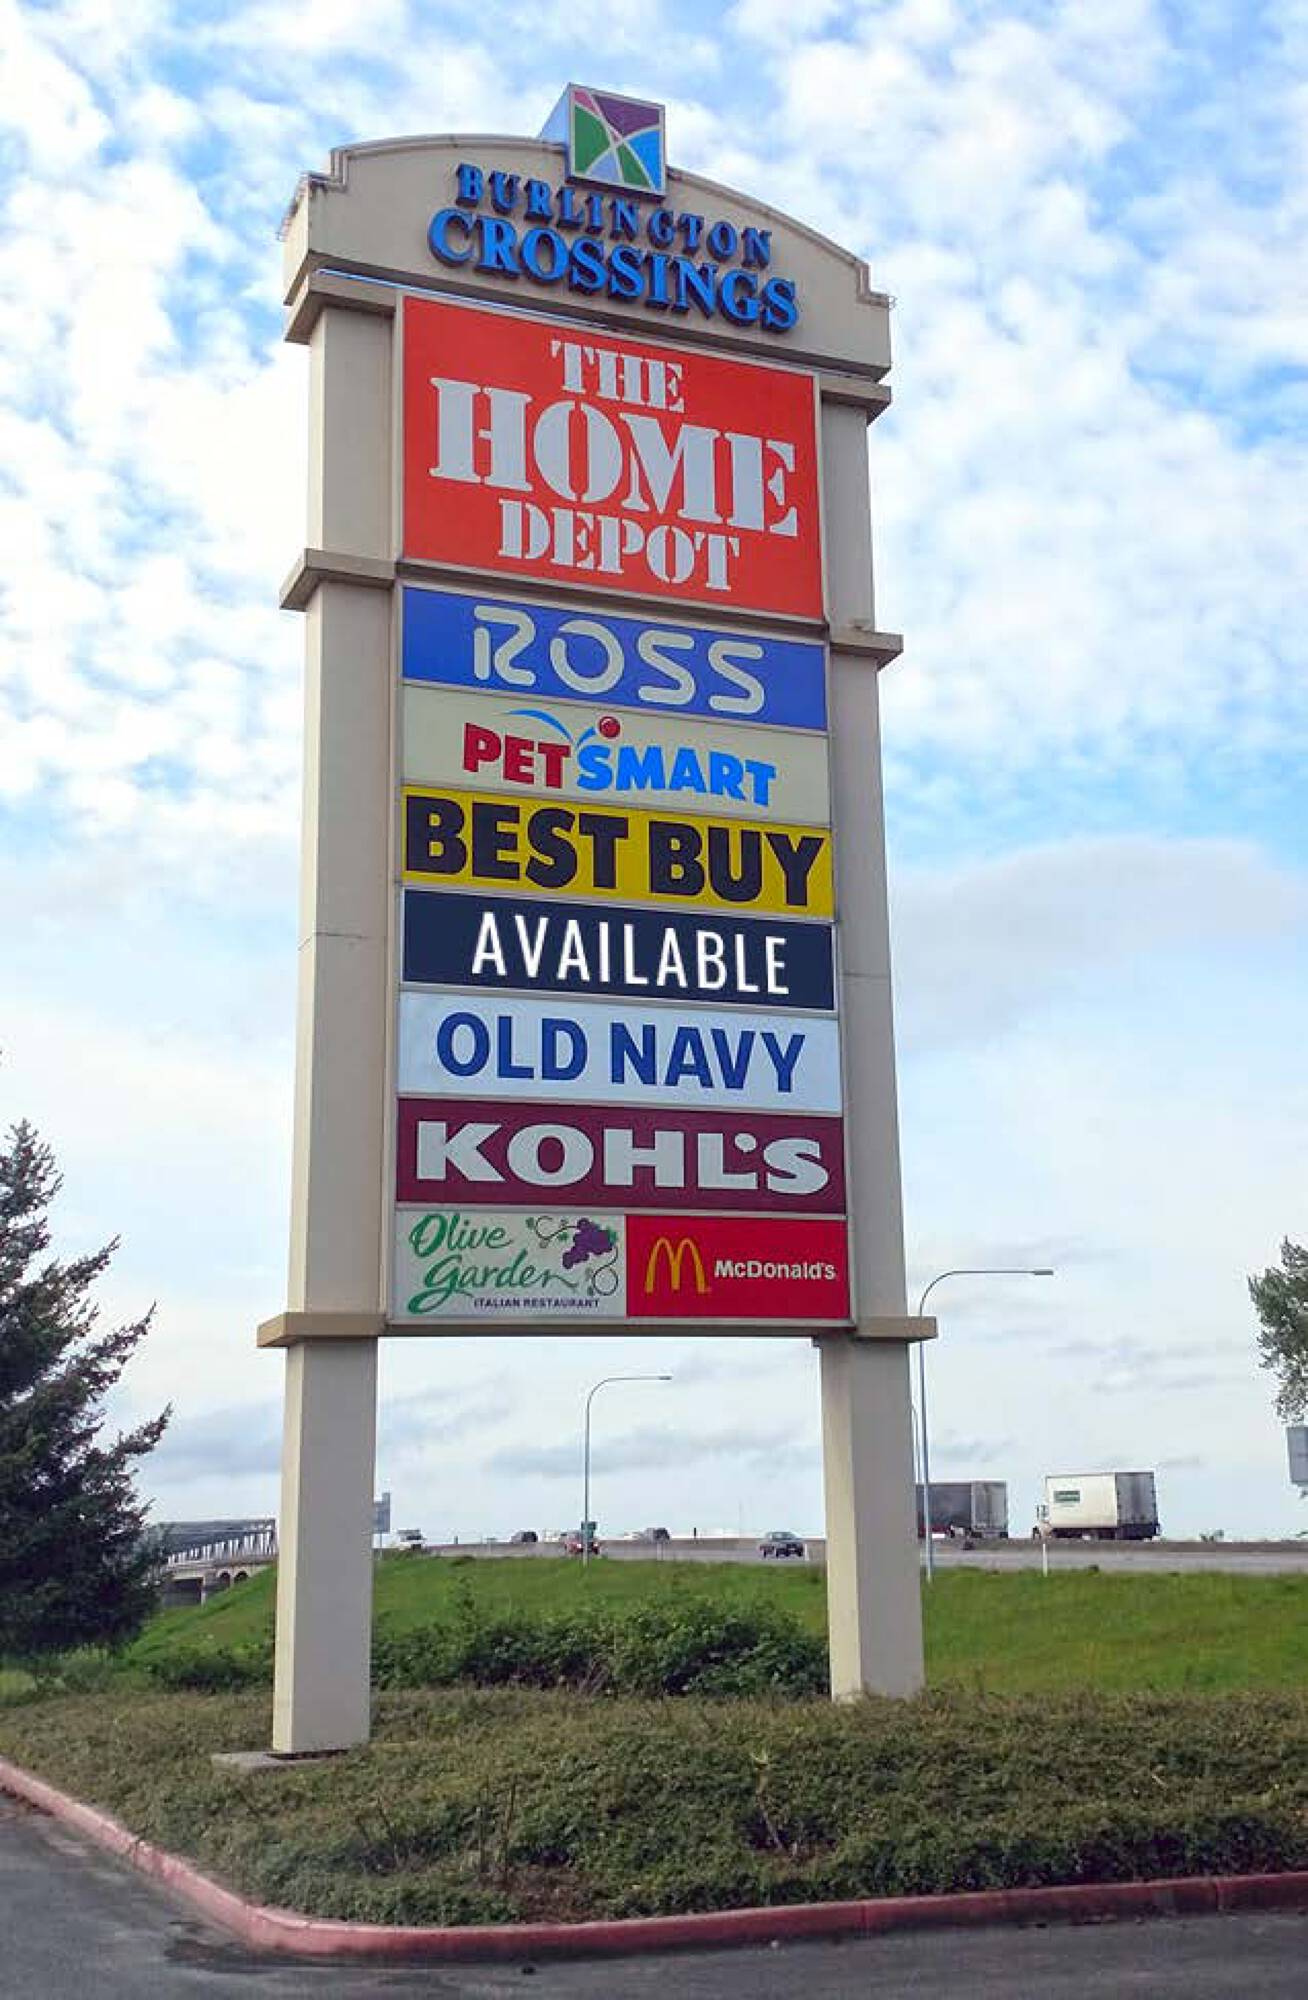 BURLINGTON
CROSSINGS
THE
HOME
DEPOT
ROSS
PETSMART
BEST BUY
AVAILABLE
OLD NAVY
KOHL'S
Olive
Garden
ITALIAN RESTAURANT
McDonald's